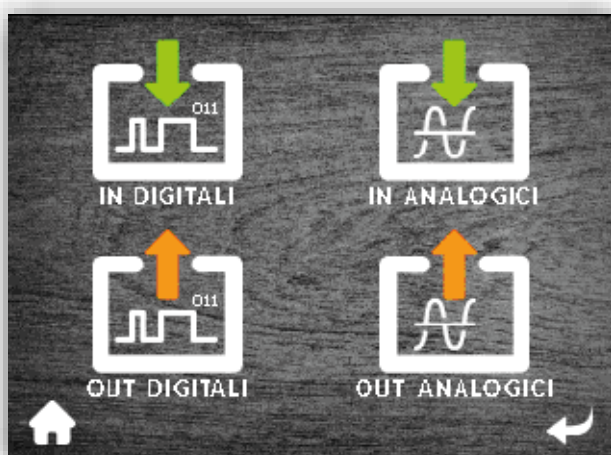 011
IN DIGITALI
IN ANALOGICI
011
OUT DIGITALI
OUT ANALOGICI